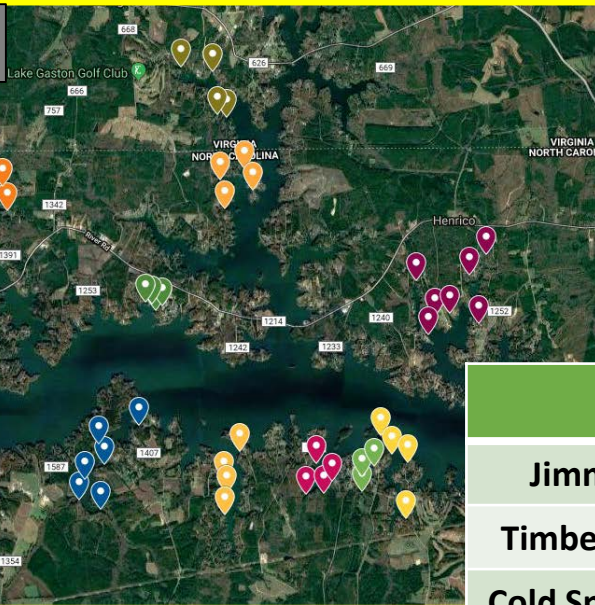 668
626
669
Lake Gaston Golf Club
666
757
VIRGINIA
NORTH CAROLINA
VIRGINIA
NORTH CARO
1342
Henrico
River Rd
1391
1253
1252
1214
1240
1242
1233
1407
1587
1354
Jimm
Timbe
Cold Sp